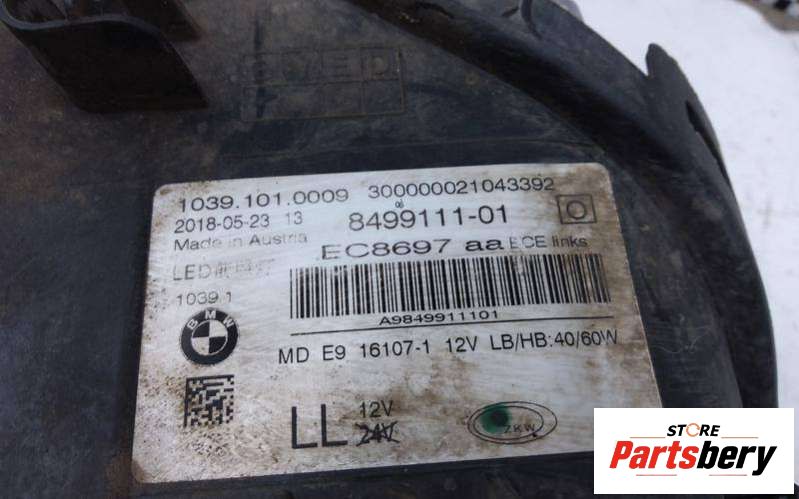 1039.101.0009 300000021043392
2018-05-23 13 8499111-01
Made in Austria
EC8697 aa ECE links
LED
1039.1
A9849911101
BMW
MD E9 16107-1 12V LB/HB:40/60W
LL 12V
24V
ZKW
STORE
Partsbery